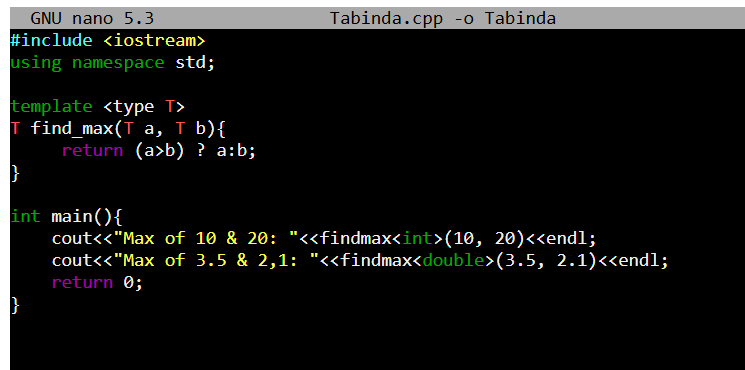 GNU nano 5.3 Tabinda.cpp -o Tabinda
#include <iostream>
using namespace std;
template <type T>
T find_max(T a, T b){
return (a>b) ? a:b;
}
int main(){
cout<<"Max of 10 & 20: "<<findmax<int>(10, 20)<<endl;
cout<<"Max of 3.5 & 2,1: "<<findmax<double>(3.5, 2.1)<<endl;
return 0;
}